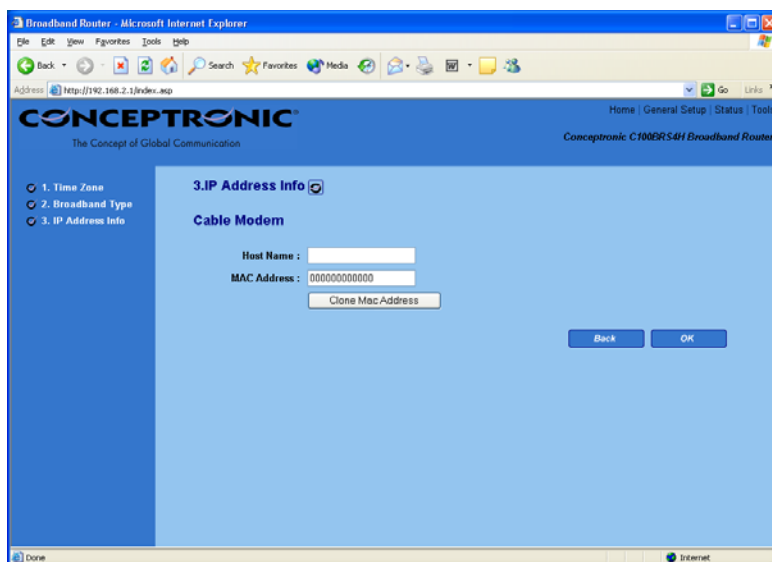 Broadband Router - Microsoft Internet Explorer
File Edit View Favorites Tools Help
Back Search Favorites Media
Address http://192.168.2.1/index.asp Go Links
CONCEPTRONIC
The Concept of Global Communication
Home | General Setup | Status | Tools
Conceptronic C100BRS4H Broadband Router
1. Time Zone
2. Broadband Type
3. IP Address Info
3.IP Address Info
Cable Modem
Host Name :
MAC Address : 000000000000
Clone Mac Address
Back OK
Done Internet